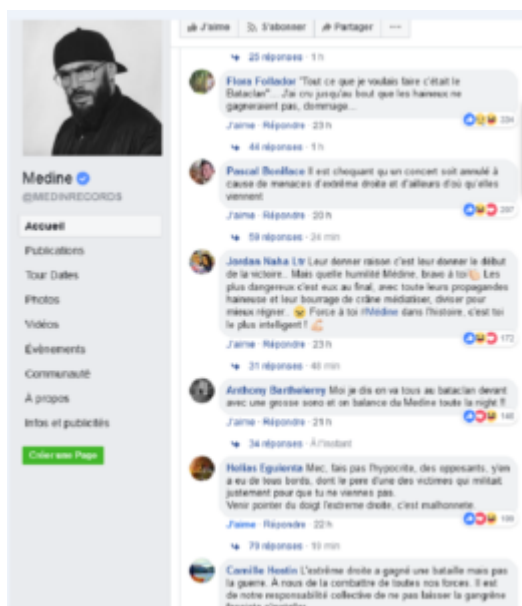 J'aime S'abonner Partager
25 réponses · 1 h
Flora Follador "Tout ce que je voulais faire c'était le
Bataclan"... J'ai cru jusqu'au bout que les haineux ne
gagneraient pas, dommage...
J'aime · Répondre · 23 h
44 réponses · 1 h
Medine
@MEDINRECORDS
Accueil
Publications
Tour Dates
Photos
Vidéos
Évènements
Communauté
À propos
Infos et publicités
Créer une Page
Pascal Boniface Il est choquant qu un concert soit annulé à
cause de menaces d'extrême droite et d'ailleurs d'où qu'elles
viennent
J'aime · Répondre · 20 h
59 réponses · 24 min
Jordan Naha Ltr Leur donner raison c'est leur donner le début
de la victoire.. Mais quelle humilité Médine, bravo à toi Les
plus dangereux c'est eux au final, avec toute leurs propagandes
haineuse et leur bourrage de crâne médiatiser, diviser pour
mieux régner.. Force à toi #Médine dans l'histoire, c'est toi
le plus intelligent !
172
J'aime · Répondre · 23 h
31 réponses · 48 min
Anthony Barthelemy Moi je dis on va tous au bataclan devant
avec une grosse sono et on balance du Medine toute la night !!
J'aime · Répondre · 21 h
34 réponses · À l'instant
Helias Eguienta Mec, fais pas l'hypocrite, des opposants, y'en
a eu de tous bords, dont le pere d'une des victimes qui militait
justement pour que tu ne viennes pas.
Venir pointer du doigt l'extreme droite, c'est malhonnete.
J'aime · Répondre · 22 h
79 réponses · 19 min
Camille Hostin L'extrême droite a gagné une bataille mais pas
la guerre. À nous de la combattre de toutes nos forces. Il est
de notre responsabilité collective de ne pas laisser la gangrène